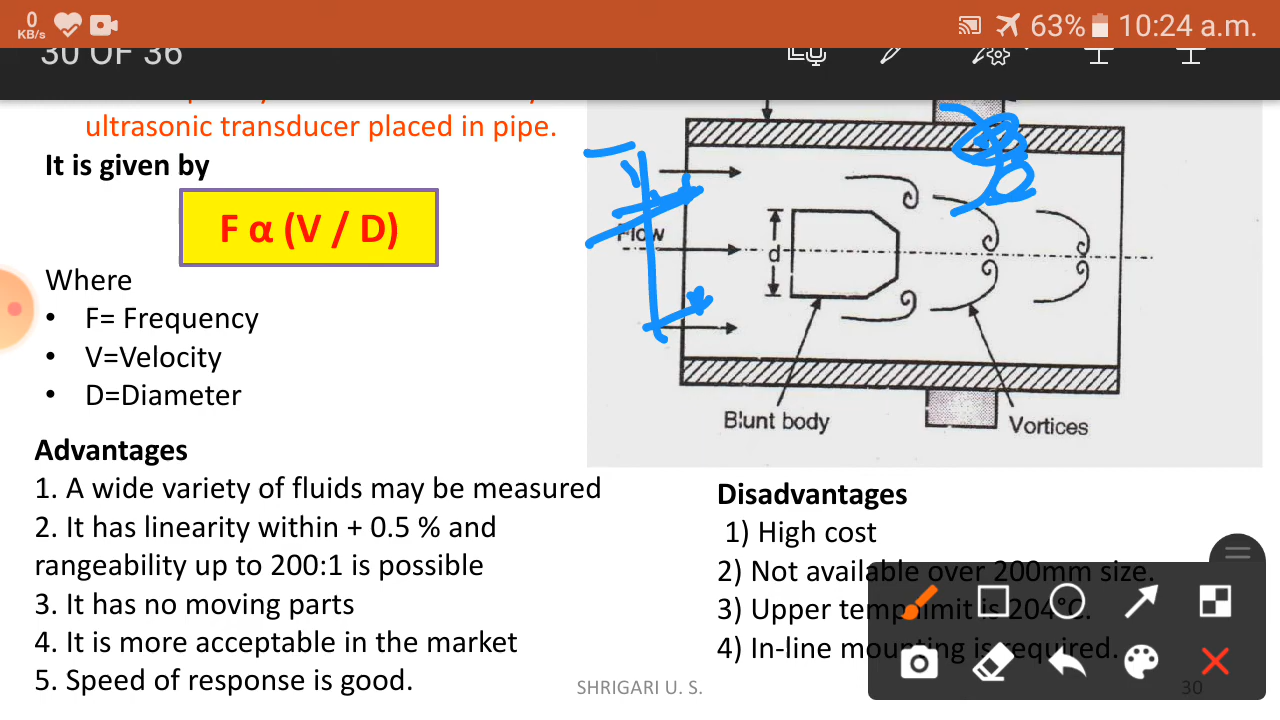 0
KB/s
63%
10:24 a.m.
30 OF 36
ultrasonic transducer placed in pipe.
It is given by
F α (V / D)
Where
• F= Frequency
• V=Velocity
• D=Diameter
Flow
d
Blunt body
Vortices
Advantages
1. A wide variety of fluids may be measured
2. It has linearity within + 0.5 % and
rangeability up to 200:1 is possible
3. It has no moving parts
4. It is more acceptable in the market
5. Speed of response is good.
Disadvantages
1) High cost
2) Not available over 200mm size.
3) Upper temp limit is 204°C.
4) In-line mounting is required.
SHRIGARI U. S.
30